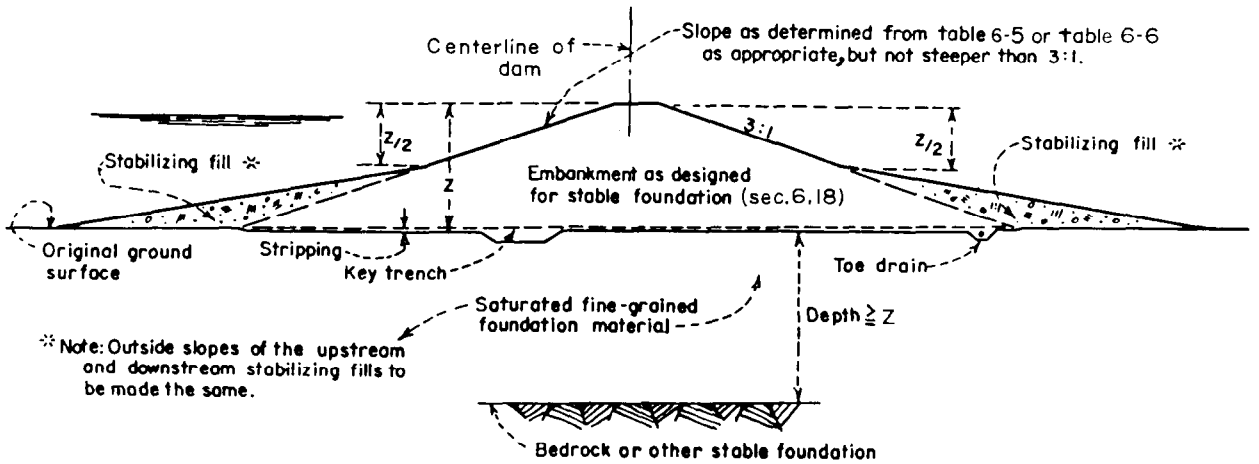 Centerline of
dam
Slope as determined from table 6-5 or table 6-6
as appropriate, but not steeper than 3:1.
Z/2
Z
3:1
Z/2
Stabilizing fill *
Stabilizing fill *
Embankment as designed
for stable foundation (sec. 6.18)
Original ground
surface
Stripping
Key trench
Toe drain
Saturated fine-grained
foundation material
Depth ≧ Z
* Note: Outside slopes of the upstream
and downstream stabilizing fills to
be made the same.
Bedrock or other stable foundation